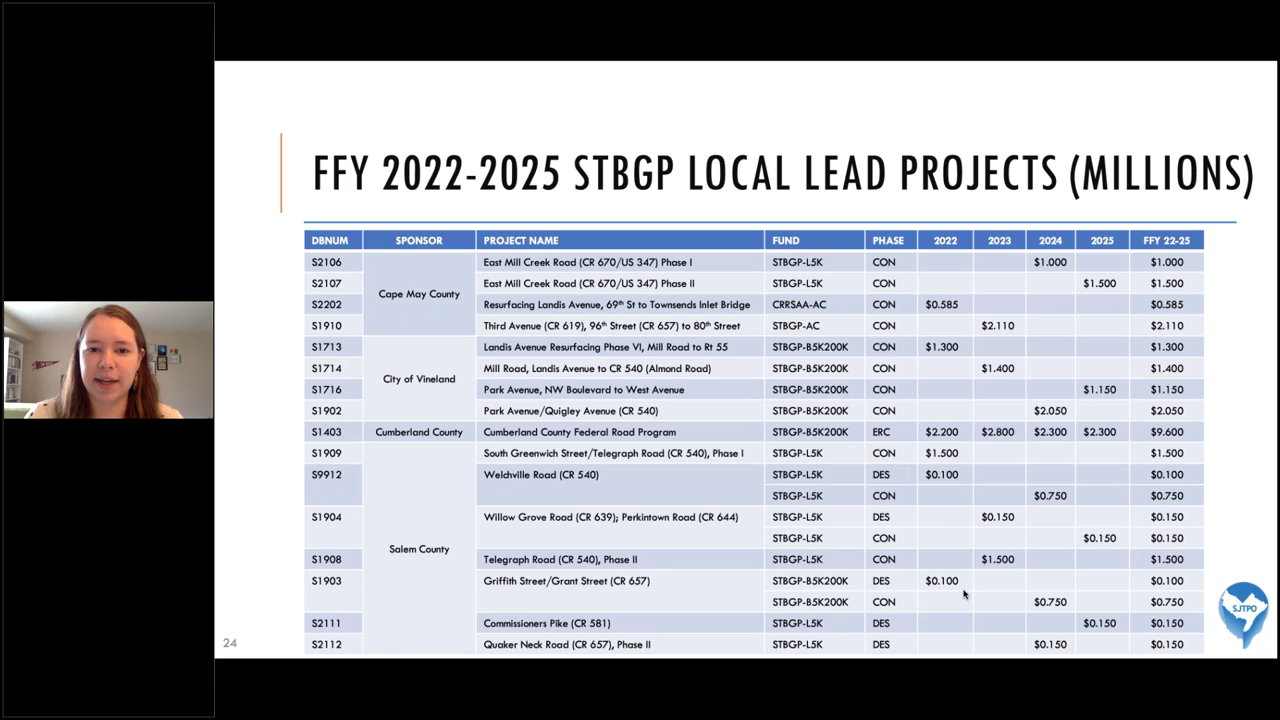 FFY 2022-2025 STBGP LOCAL LEAD PROJECTS (MILLIONS)
DBNUM SPONSOR PROJECT NAME FUND PHASE 2022 2023 2024 2025 FFY 22-25
S2106 East Mill Creek Road (CR 670/US 347) Phase I STBGP-L5K CON $1.000 $1.000
S2107 East Mill Creek Road (CR 670/US 347) Phase II STBGP-L5K CON $1.500 $1.500
Cape May County
S2202 Resurfacing Landis Avenue, 69th St to Townsends Inlet Bridge CRRSAA-AC CON $0.585 $0.585
S1910 Third Avenue (CR 619), 96th Street (CR 657) to 80th Street STBGP-AC CON $2.110 $2.110
S1713 Landis Avenue Resurfacing Phase VI, Mill Road to Rt 55 STBGP-B5K200K CON $1.300 $1.300
S1714 Mill Road, Landis Avenue to CR 540 (Almond Road) STBGP-B5K200K CON $1.400 $1.400
City of Vineland
S1716 Park Avenue, NW Boulevard to West Avenue STBGP-B5K200K CON $1.150 $1.150
S1902 Park Avenue/Quigley Avenue (CR 540) STBGP-B5K200K CON $2.050 $2.050
S1403 Cumberland County Cumberland County Federal Road Program STBGP-B5K200K ERC $2.200 $2.800 $2.300 $2.300 $9.600
S1909 South Greenwich Street/Telegraph Road (CR 540), Phase I STBGP-L5K CON $1.500 $1.500
S9912 Welchville Road (CR 540) STBGP-L5K DES $0.100 $0.100
STBGP-L5K CON $0.750 $0.750
S1904 Willow Grove Road (CR 639); Perkintown Road (CR 644) STBGP-L5K DES $0.150 $0.150
STBGP-L5K CON $0.150 $0.150
Salem County
S1908 Telegraph Road (CR 540), Phase II STBGP-L5K CON $1.500 $1.500
S1903 Griffith Street/Grant Street (CR 657) STBGP-B5K200K DES $0.100 $0.100
STBGP-B5K200K CON $0.750 $0.750
S2111 Commissioners Pike (CR 581) STBGP-L5K DES $0.150 $0.150
S2112 Quaker Neck Road (CR 657), Phase II STBGP-L5K DES $0.150 $0.150
24
SJTPO